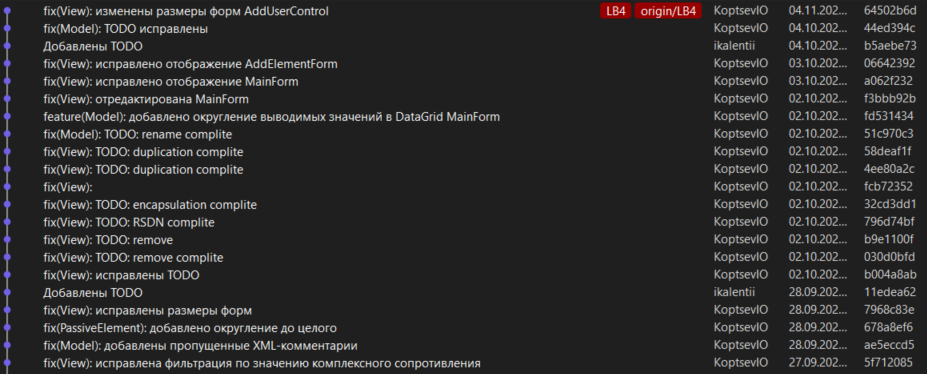 fix(View): изменены размеры форм AddUserControl LB4 origin/LB4 KoptsevIO 04.11.202... 64502b6d
fix(Model): TODO исправлены KoptsevIO 04.10.202... 44ed394c
Добавлены TODO ikalentii 04.10.202... b5aebe73
fix(View): исправлено отображение AddElementForm KoptsevIO 03.10.202... 06642392
fix(View): исправлено отображение MainForm KoptsevIO 03.10.202... a062f232
fix(View): отредактирована MainForm KoptsevIO 02.10.202... f3bbb92b
feature(Model): добавлено округление выводимых значений в DataGrid MainForm KoptsevIO 02.10.202... fd531434
fix(Model): TODO: rename complite KoptsevIO 02.10.202... 51c970c3
fix(View): TODO: duplication complite KoptsevIO 02.10.202... 58deaf1f
fix(View): TODO: duplication complite KoptsevIO 02.10.202... 4ee80a2c
fix(View): KoptsevIO 02.10.202... fcb72352
fix(View): TODO: encapsulation complite KoptsevIO 02.10.202... 32cd3dd1
fix(View): TODO: RSDN complite KoptsevIO 02.10.202... 796d74bf
fix(View): TODO: remove KoptsevIO 02.10.202... b9e1100f
fix(View): TODO: remove complite KoptsevIO 02.10.202... 030d0bfd
fix(View): исправлены TODO KoptsevIO 02.10.202... b004a8ab
Добавлены TODO ikalentii 28.09.202... 11edea62
fix(View): исправлены размеры форм KoptsevIO 28.09.202... 7968c83e
fix(PassiveElement): добавлено округление до целого KoptsevIO 28.09.202... 678a8ef6
fix(Model): добавлены пропущенные XML-комментарии KoptsevIO 28.09.202... ae5eccd5
fix(View): исправлена фильтрация по значению комплексного сопротивления KoptsevIO 27.09.202... 5f712085